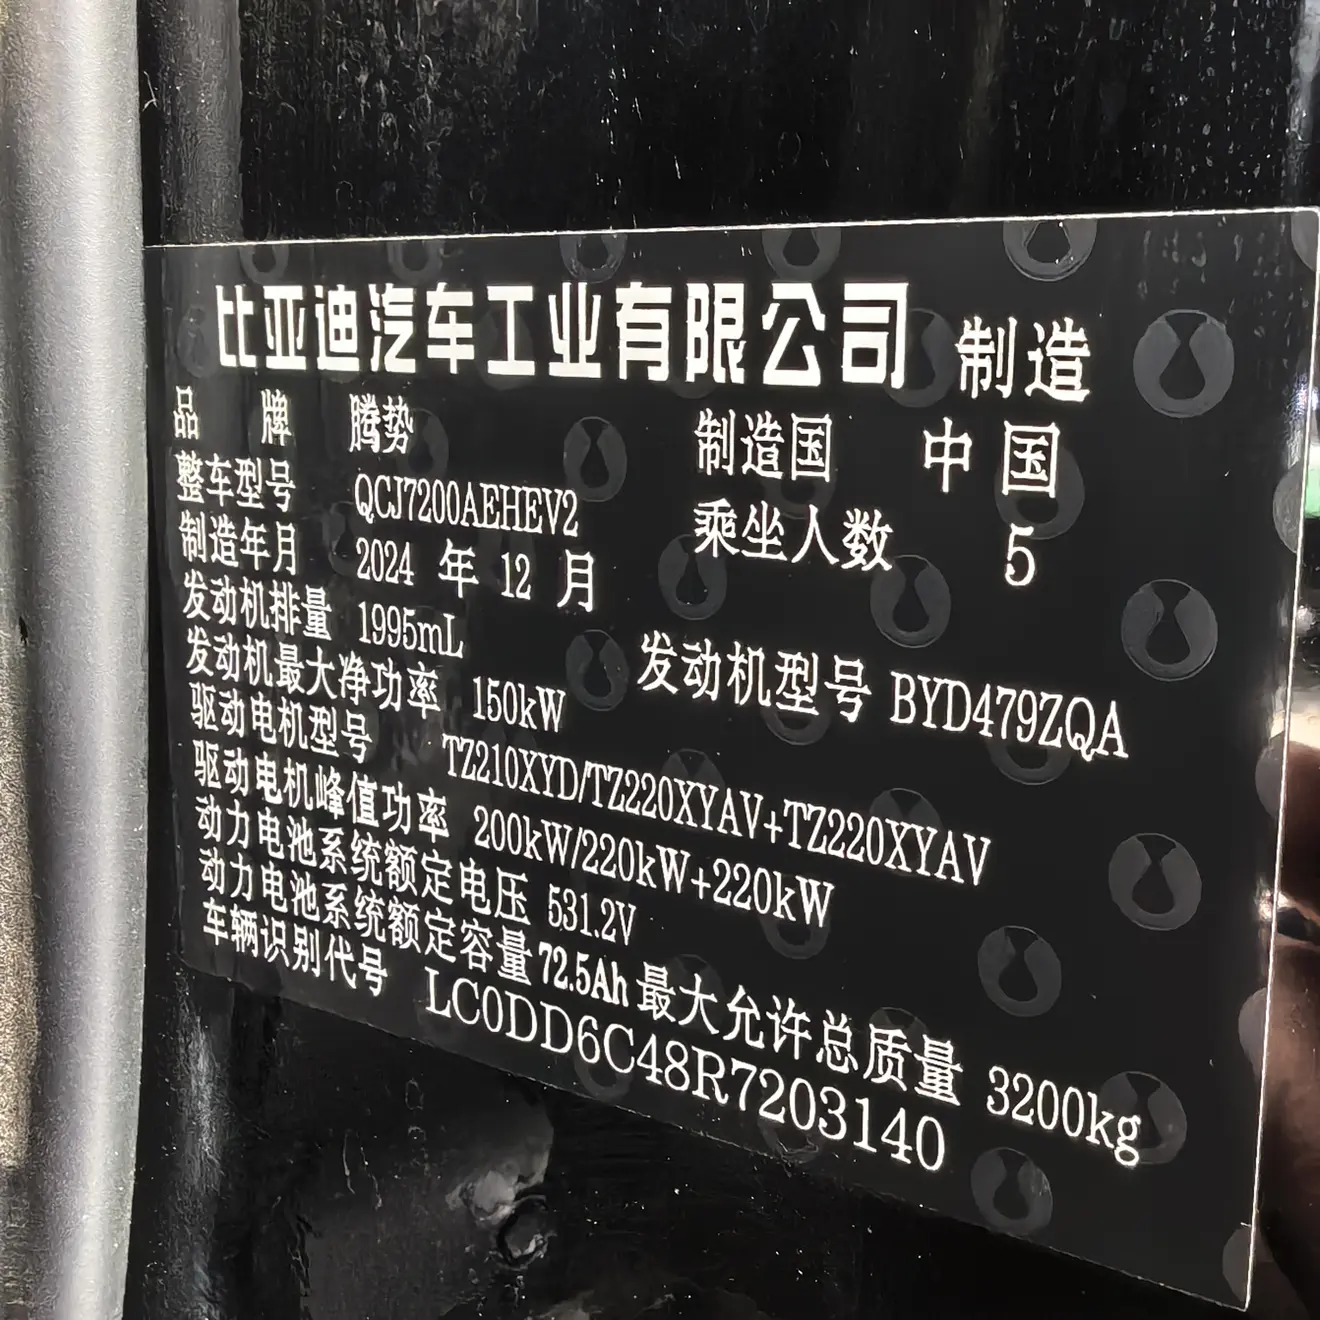 比亚迪汽车工业有限公司 制造
品 牌 腾势 制造国 中国
整车型号 QCJ7200AEHEV2 乘坐人数 5
制造年月 2024 年 12 月
发动机排量 1995mL 发动机型号 BYD479ZQA
发动机最大净功率 150kW
驱动电机型号 TZ210XYD/TZ220XYAV+TZ220XYAV
驱动电机峰值功率 200kW/220kW+220kW
动力电池系统额定电压 531.2V
动力电池系统额定容量 72.5Ah 最大允许总质量 3200kg
车辆识别代号 LC0DD6C48R7203140